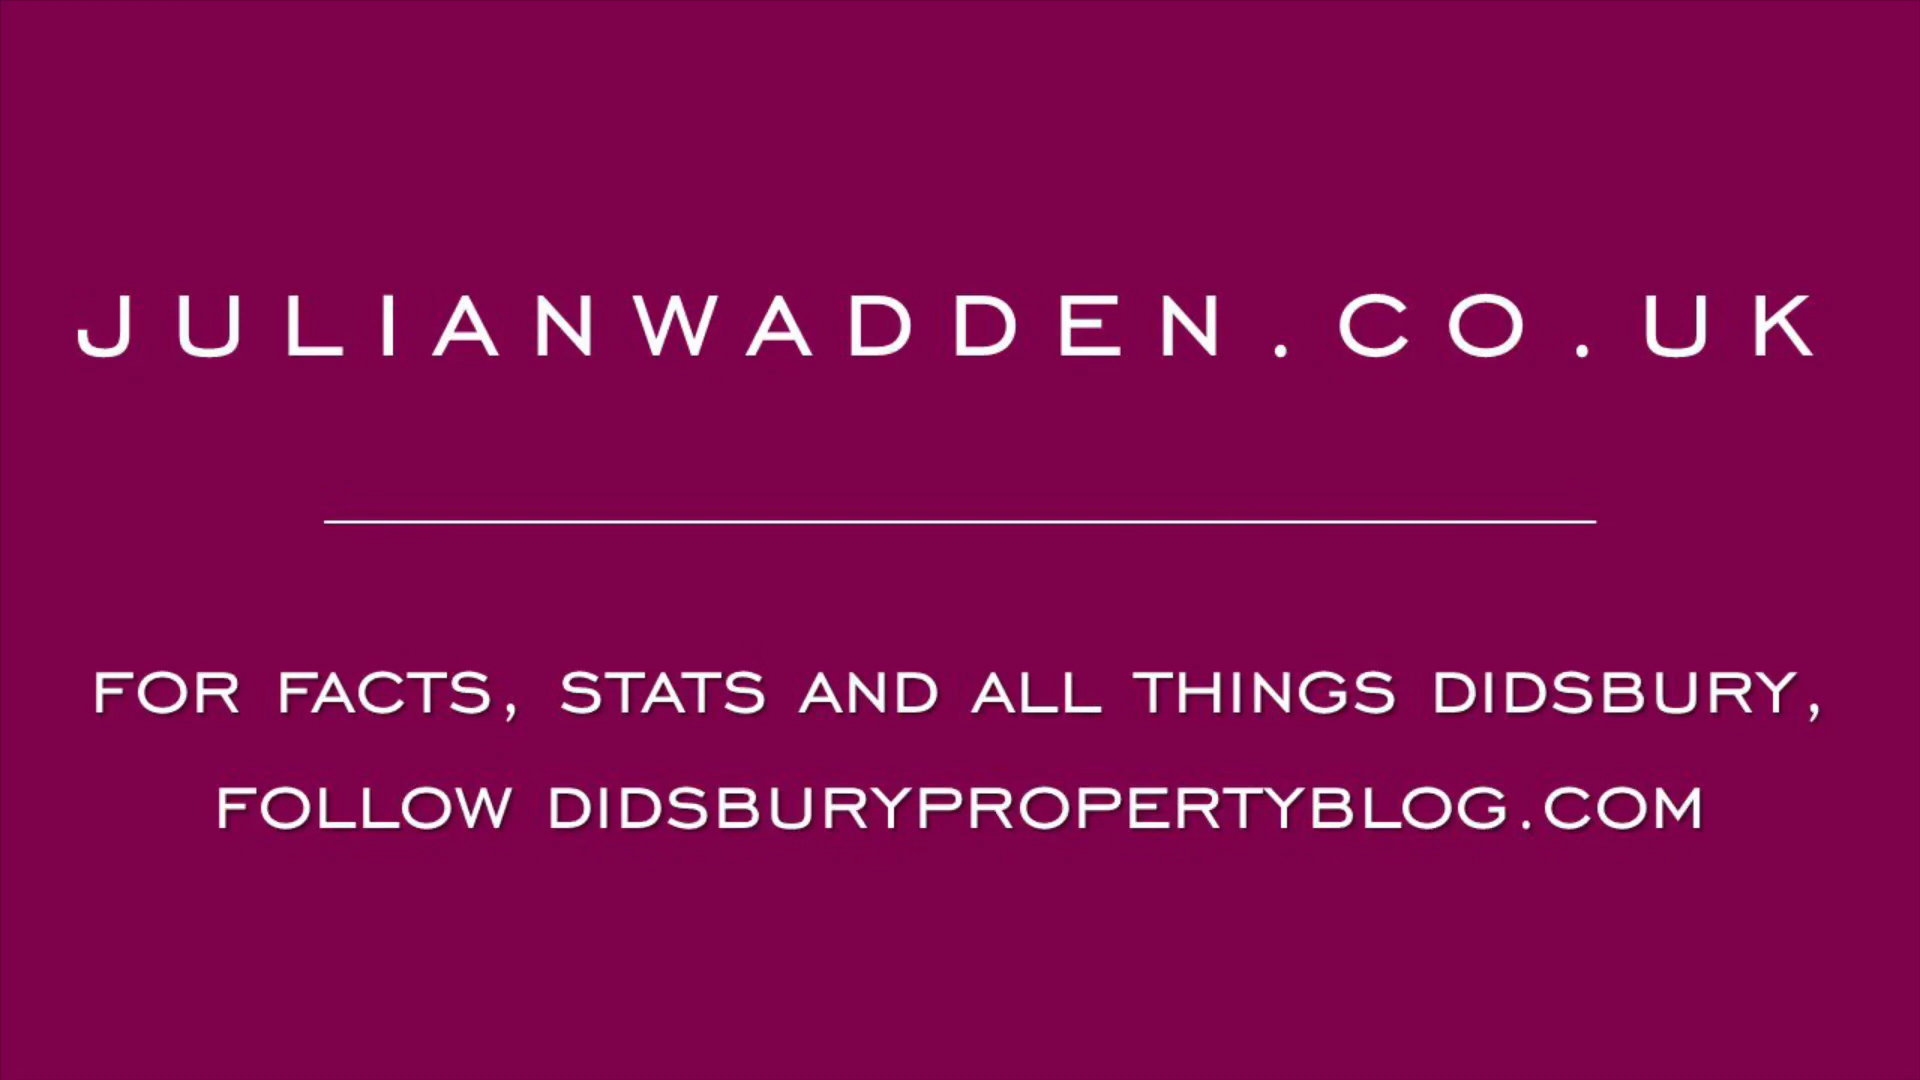 JULIANWADDEN.CO.UK
FOR FACTS, STATS AND ALL THINGS DIDSBURY,
FOLLOW DIDSBURYPROPERTYBLOG.COM